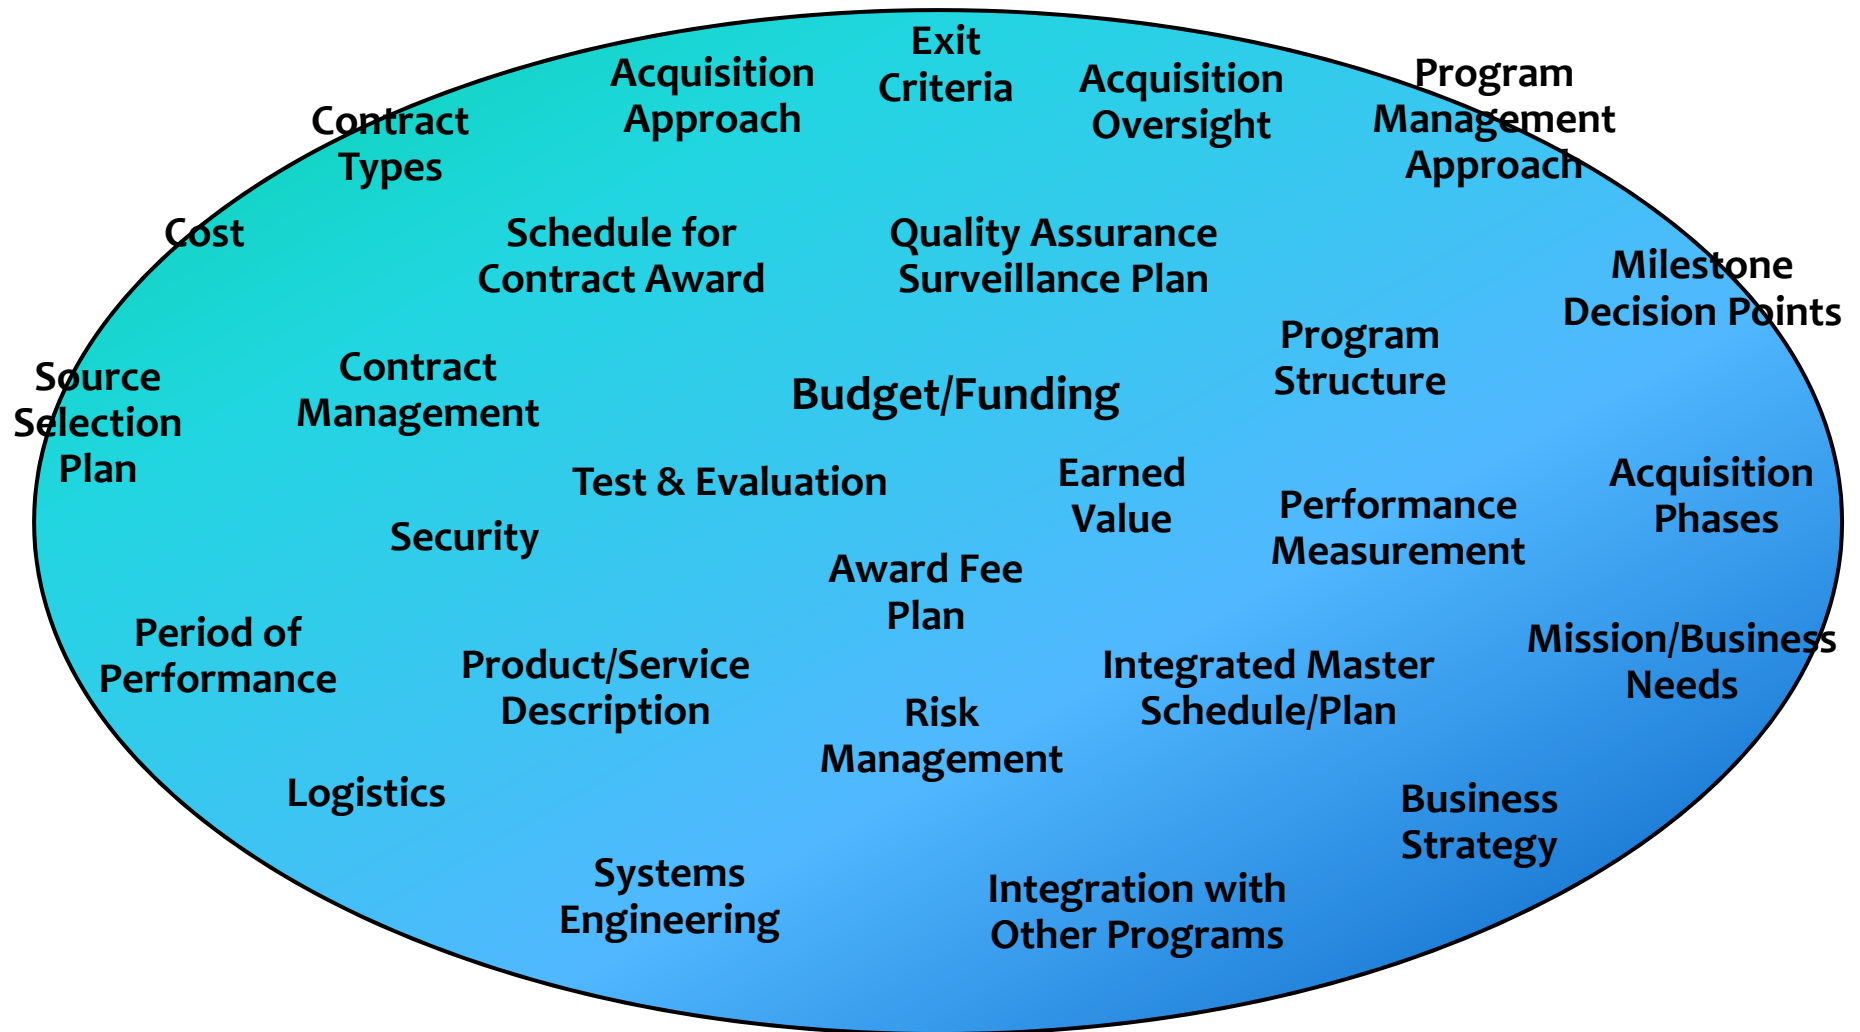 Exit
Criteria
Acquisition
Approach
Acquisition
Oversight
Program
Management
Approach
Contract
Types
Cost
Schedule for
Contract Award
Quality Assurance
Surveillance Plan
Milestone
Decision Points
Program
Structure
Source
Selection
Plan
Contract
Management
Budget/Funding
Test & Evaluation
Earned
Value
Performance
Measurement
Acquisition
Phases
Security
Award Fee
Plan
Period of
Performance
Product/Service
Description
Integrated Master
Schedule/Plan
Mission/Business
Needs
Risk
Management
Logistics
Business
Strategy
Systems
Engineering
Integration with
Other Programs